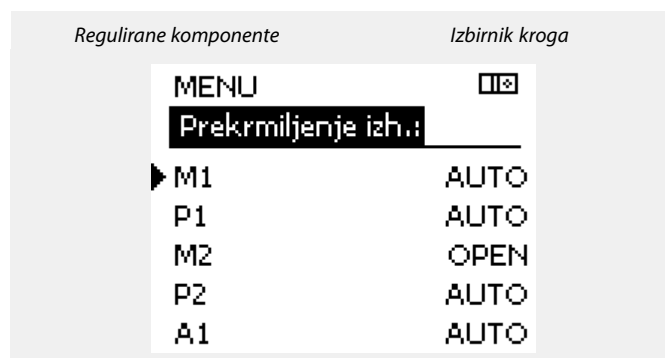 Regulirane komponente Izbirnik kroga
MENU
Prekrmiljenje izh.:
M1 AUTO
P1 AUTO
M2 OPEN
P2 AUTO
A1 AUTO